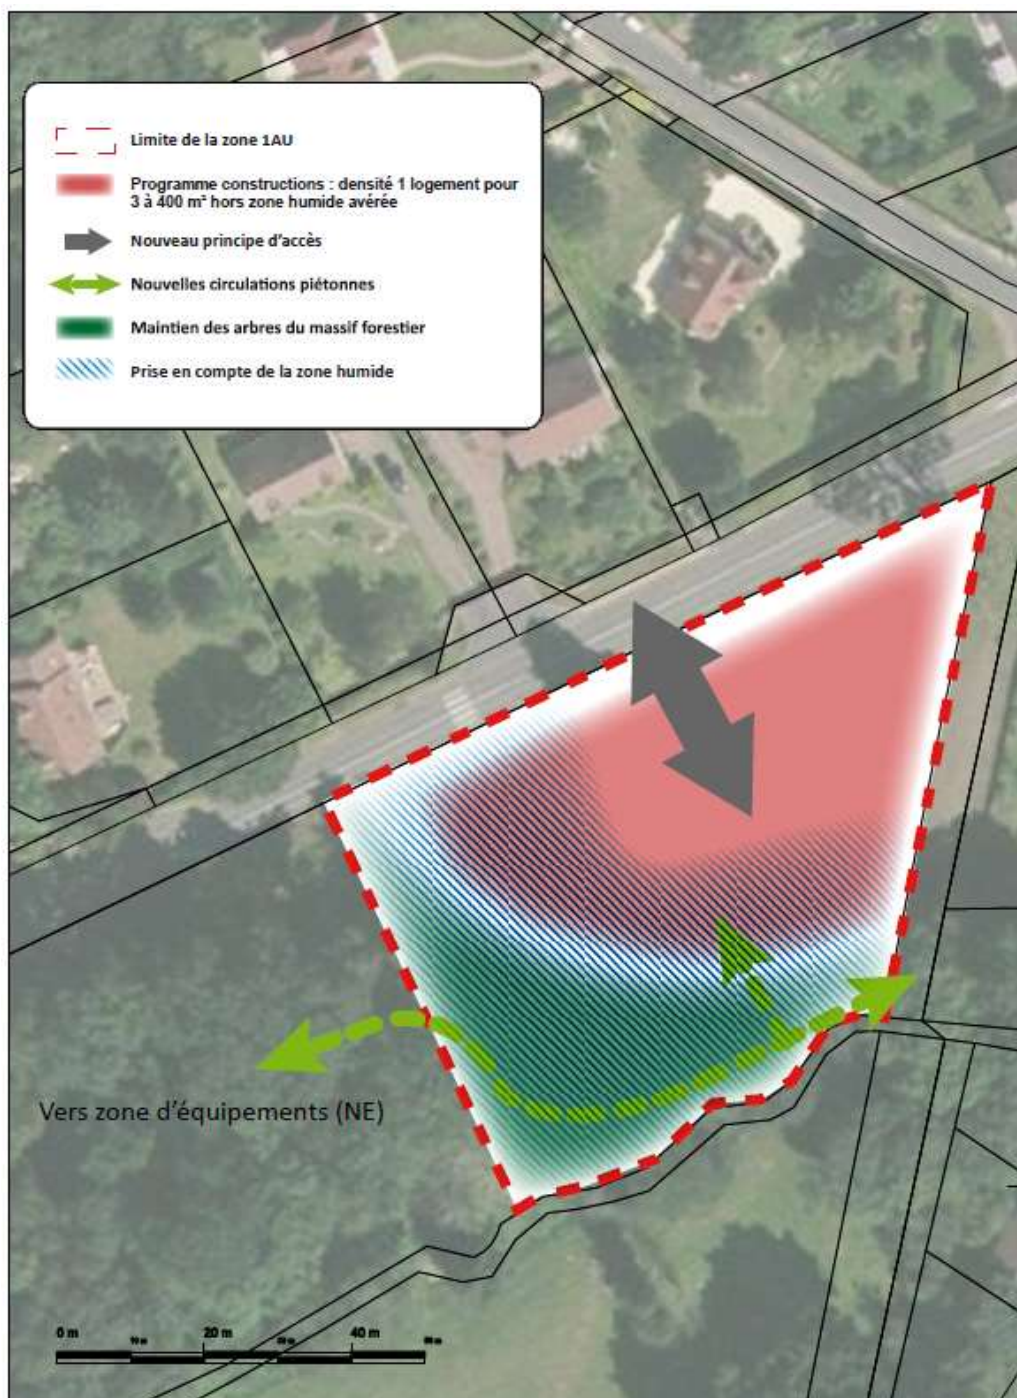 Limite de la zone 1AU
Programme constructions : densité 1 logement pour
3 à 400 m² hors zone humide avérée
Nouveau principe d'accès
Nouvelles circulations piétonnes
Maintien des arbres du massif forestier
Prise en compte de la zone humide
Vers zone d'équipements (NE)
0 m 10 m 20 m 40 m